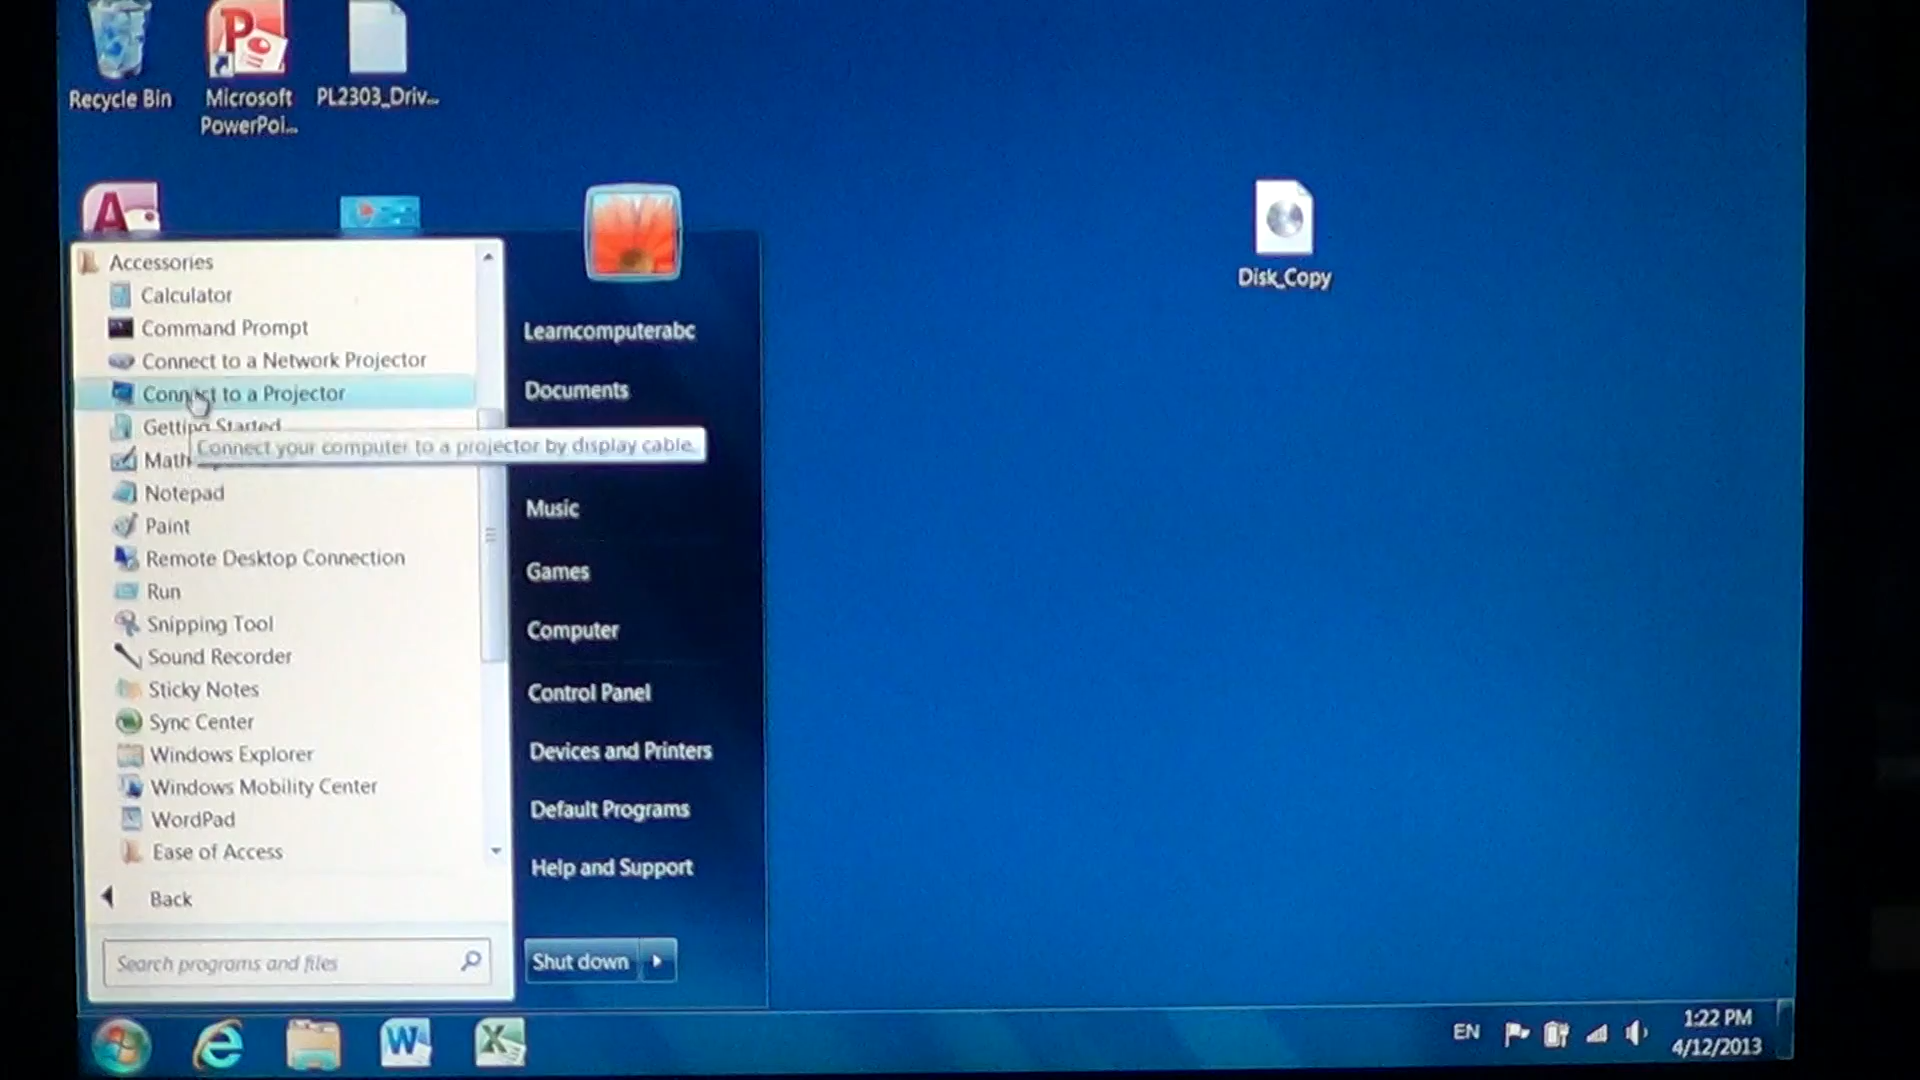 Recycle Bin
Microsoft
PowerPoi...
PL2303_Driv...
Disk_Copy
Accessories
Calculator
Command Prompt
Connect to a Network Projector
Connect to a Projector
Getting Started
Connect your computer to a projector by display cable.
Math
Notepad
Paint
Remote Desktop Connection
Run
Snipping Tool
Sound Recorder
Sticky Notes
Sync Center
Windows Explorer
Windows Mobility Center
WordPad
Ease of Access
Back
Search programs and files
Learncomputerabc
Documents
Music
Games
Computer
Control Panel
Devices and Printers
Default Programs
Help and Support
Shut down
EN
1:22 PM
4/12/2013